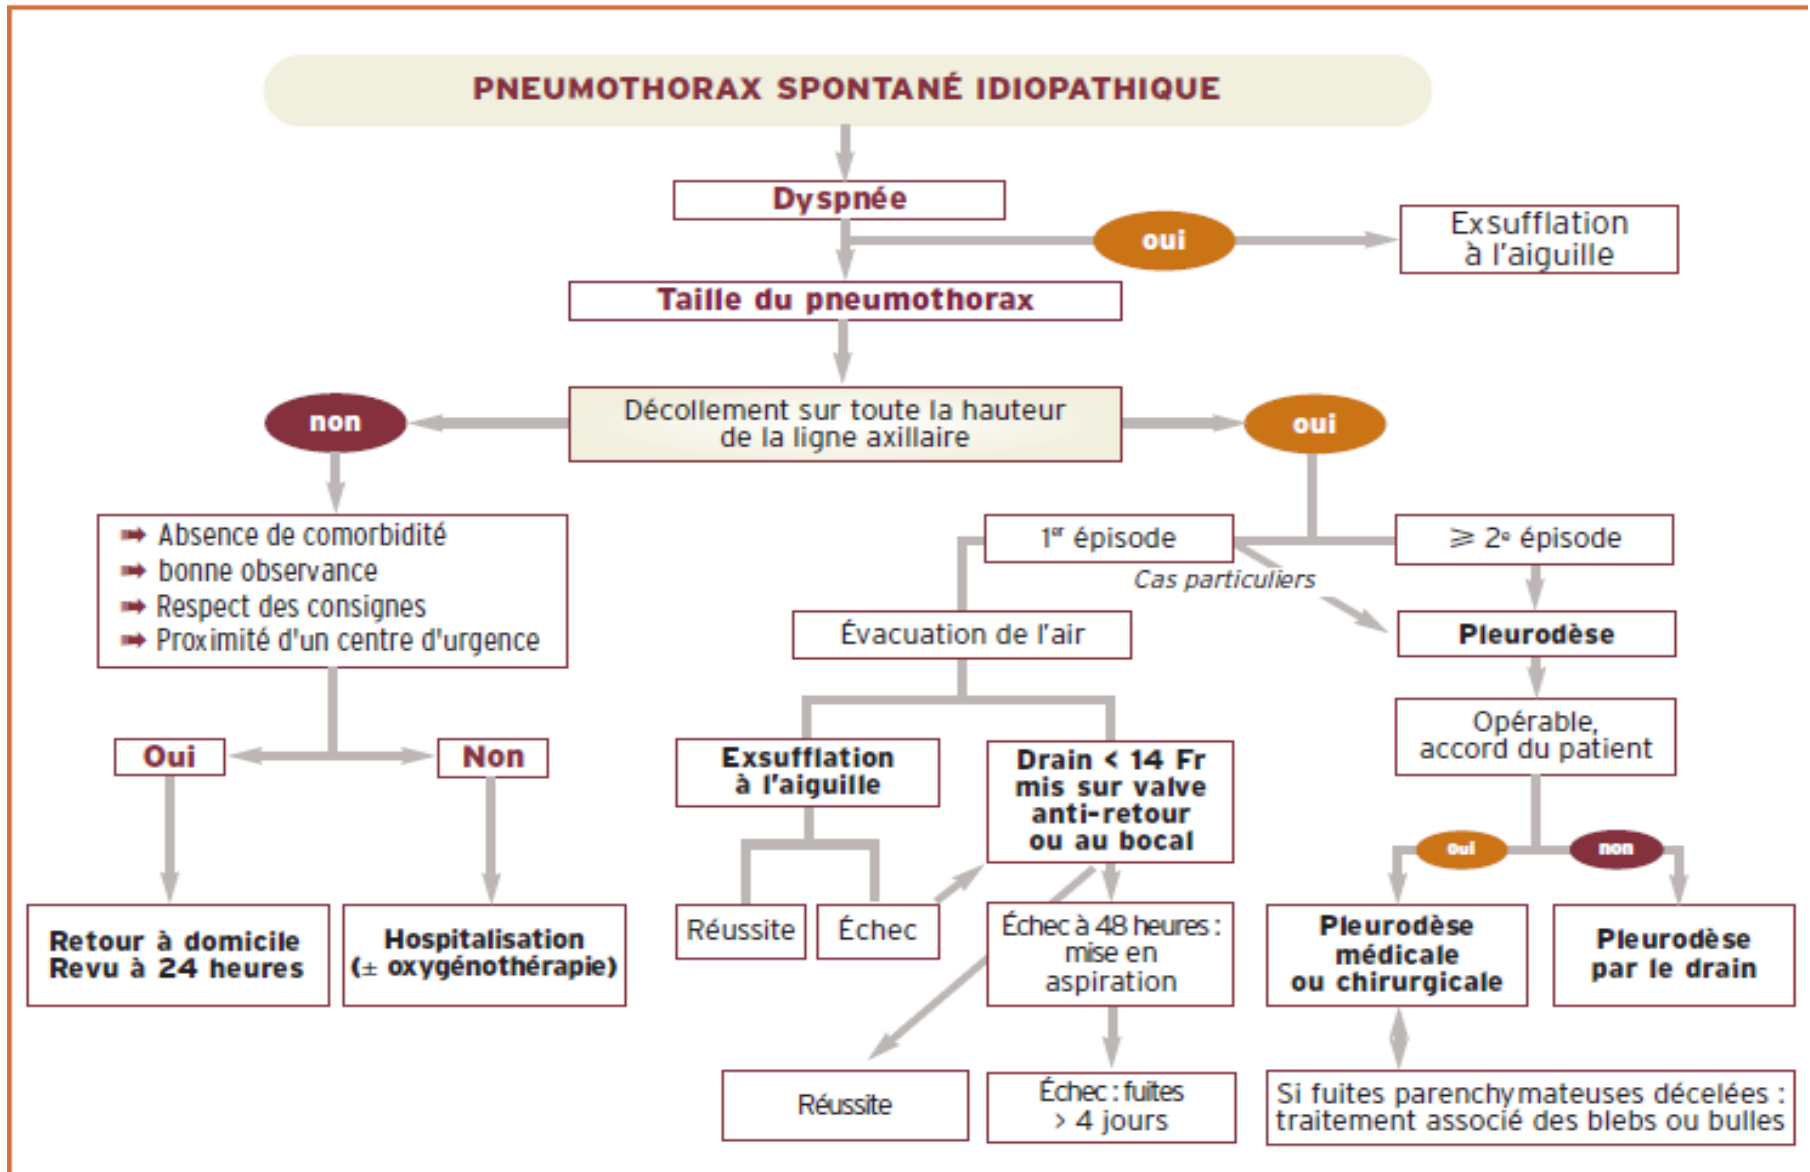 PNEUMOTHORAX SPONTANÉ IDIOPATHIQUE
Dyspnée
oui
Exsufflation
à l'aiguille
Taille du pneumothorax
Décollement sur toute la hauteur
de la ligne axillaire
non
oui
➠ Absence de comorbidité
➠ bonne observance
➠ Respect des consignes
➠ Proximité d'un centre d'urgence
1er épisode
⩾ 2e épisode
Cas particuliers
Évacuation de l'air
Pleurodèse
Opérable,
accord du patient
Oui
Non
Exsufflation
à l'aiguille
Drain < 14 Fr
mis sur valve
anti-retour
ou au bocal
oui
non
Retour à domicile
Revu à 24 heures
Hospitalisation
(± oxygénothérapie)
Réussite
Échec
Échec à 48 heures :
mise en
aspiration
Pleurodèse
médicale
ou chirurgicale
Pleurodèse
par le drain
Réussite
Échec : fuites
> 4 jours
Si fuites parenchymateuses décelées :
traitement associé des blebs ou bulles